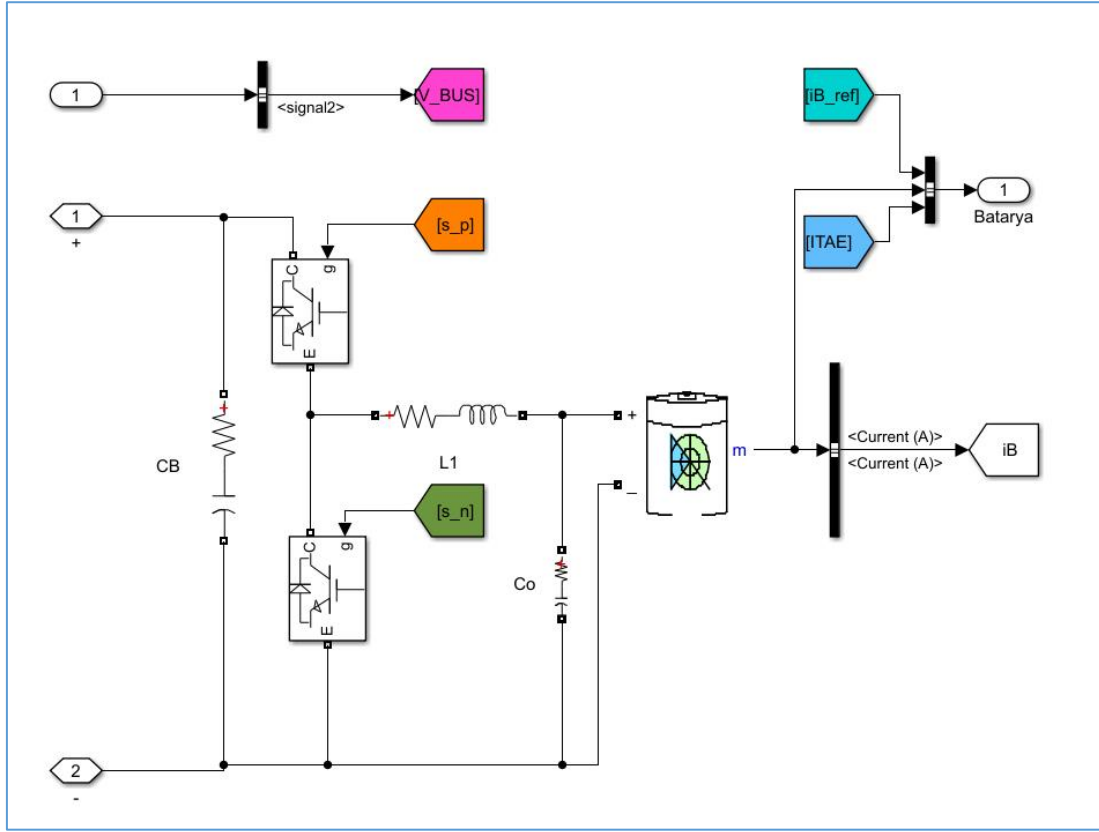 1
<signal2>
[V_BUS]
[iB_ref]
1
Batarya
[ITAE]
1
+
[s_p]
C
g
E
+
CB
+
L1
+
m
<Current (A)>
<Current (A)>
iB
[s_n]
_
C
g
E
Co
+
2
-